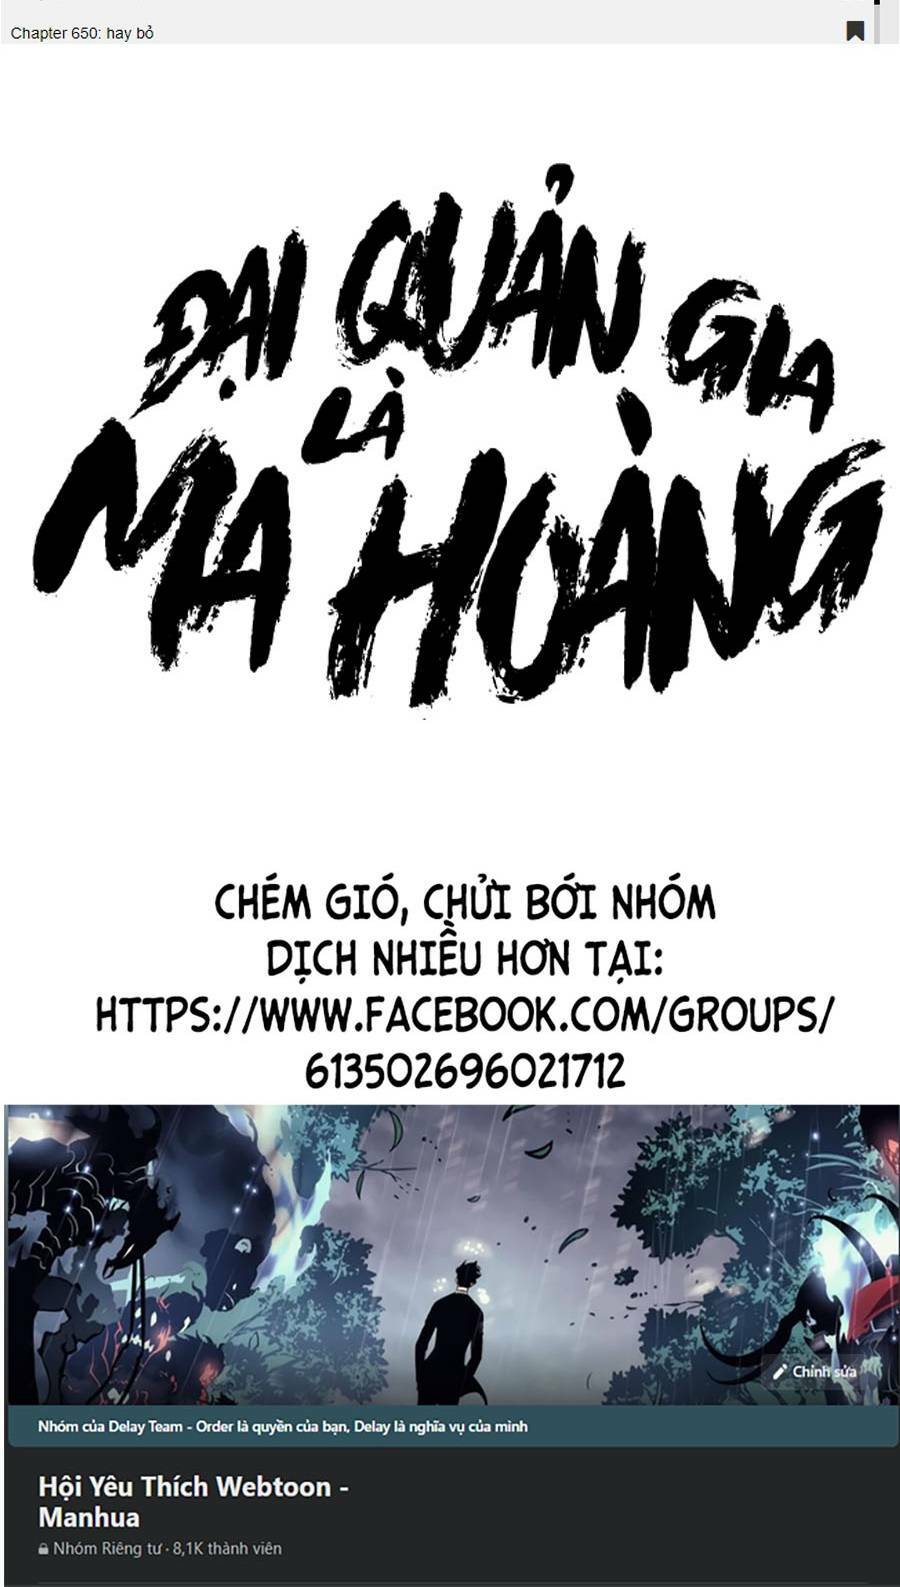 Chapter 650: hay bỏ
ĐẠI QUẢN GIA
LÀ
MA HOÀNG
CHÉM GIÓ, CHỬI BỚI NHÓM
DỊCH NHIỀU HƠN TẠI:
HTTPS://WWW.FACEBOOK.COM/GROUPS/
613502696021712
Chỉnh sửa
Nhóm của Delay Team - Order là quyền của bạn, Delay là nghĩa vụ của mình
Hội Yêu Thích Webtoon -
Manhua
Nhóm Riêng tư · 8,1K thành viên